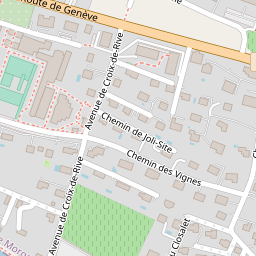 Route de Genève
Avenue de Croix-de-Rive
Chemin de Joli-Site
Chemin des Vignes
Avenue de Croix-de-Rive
u Closalet